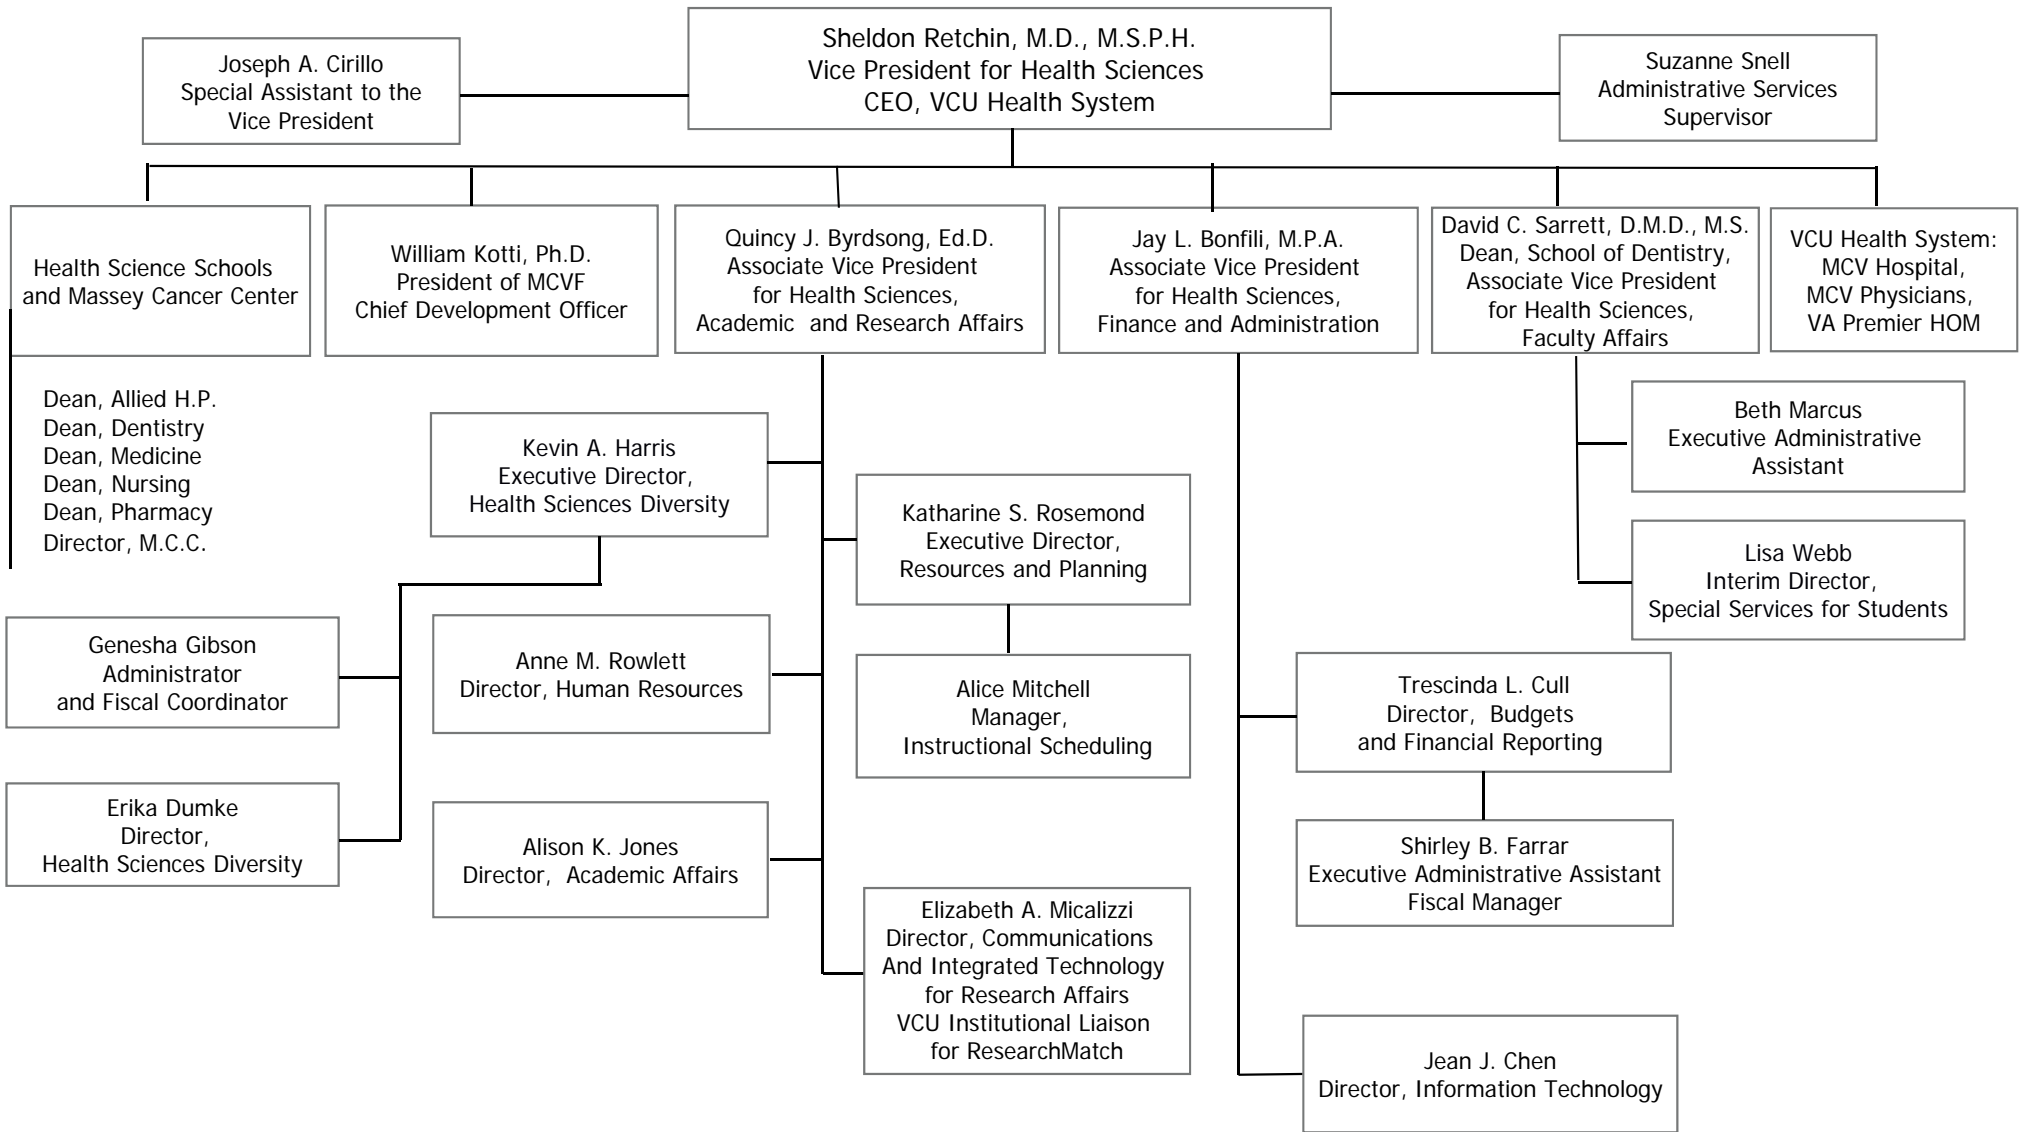 Sheldon Retchin, M.D., M.S.P.H.
Vice President for Health Sciences
CEO, VCU Health System
Joseph A. Cirillo
Special Assistant to the
Vice President
Suzanne Snell
Administrative Services
Supervisor
Health Science Schools
and Massey Cancer Center
William Kotti, Ph.D.
President of MCVF
Chief Development Officer
Quincy J. Byrdsong, Ed.D.
Associate Vice President
for Health Sciences,
Academic and Research Affairs
Jay L. Bonfili, M.P.A.
Associate Vice President
for Health Sciences,
Finance and Administration
David C. Sarrett, D.M.D., M.S.
Dean, School of Dentistry,
Associate Vice President
for Health Sciences,
Faculty Affairs
VCU Health System:
MCV Hospital,
MCV Physicians,
VA Premier HOM
Dean, Allied H.P.
Dean, Dentistry
Dean, Medicine
Dean, Nursing
Dean, Pharmacy
Director, M.C.C.
Kevin A. Harris
Executive Director,
Health Sciences Diversity
Katharine S. Rosemond
Executive Director,
Resources and Planning
Beth Marcus
Executive Administrative
Assistant
Lisa Webb
Interim Director,
Special Services for Students
Genesha Gibson
Administrator
and Fiscal Coordinator
Anne M. Rowlett
Director, Human Resources
Alice Mitchell
Manager,
Instructional Scheduling
Trescinda L. Cull
Director, Budgets
and Financial Reporting
Erika Dumke
Director,
Health Sciences Diversity
Alison K. Jones
Director, Academic Affairs
Shirley B. Farrar
Executive Administrative Assistant
Fiscal Manager
Elizabeth A. Micalizzi
Director, Communications
And Integrated Technology
for Research Affairs
VCU Institutional Liaison
for ResearchMatch
Jean J. Chen
Director, Information Technology